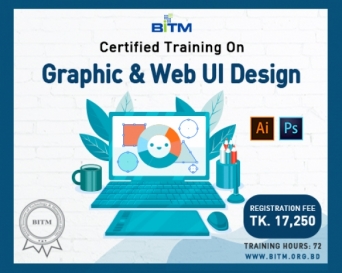 BITM
Certified Training On
Graphic & Web UI Design
Ai Ps
BITM
REGISTRATION FEE
TK. 17,250
TRAINING HOURS: 72
WWW.BITM.ORG.BD